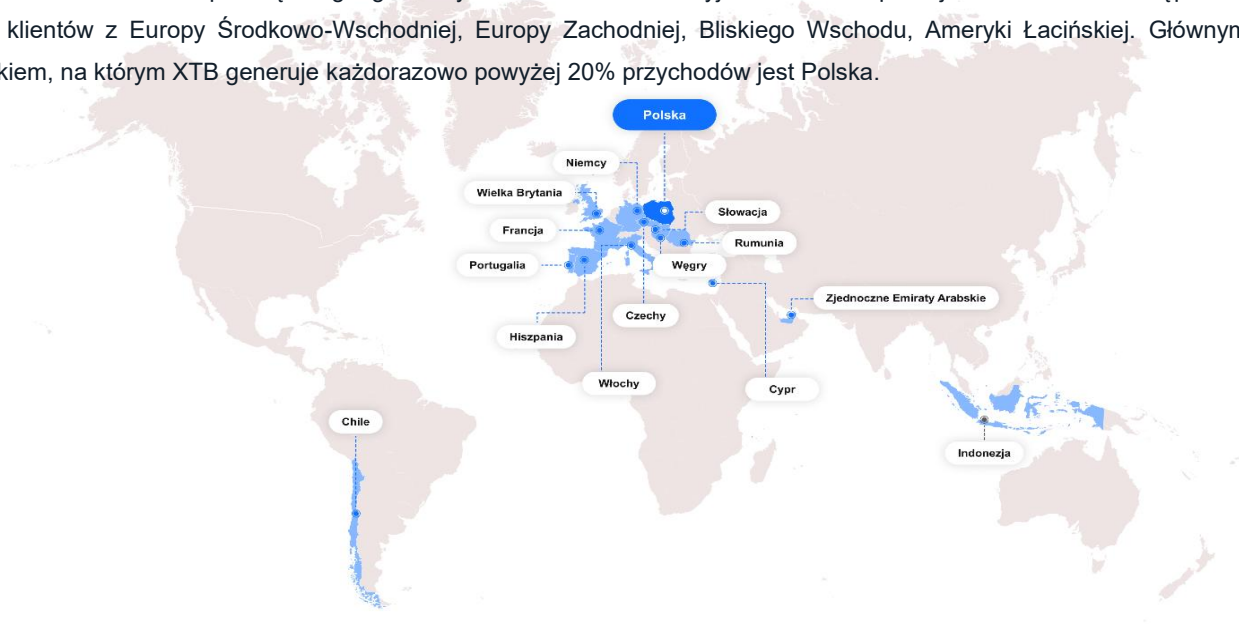 klientów z Europy Środkowo-Wschodniej, Europy Zachodniej, Bliskiego Wschodu, Ameryki Łacińskiej.
na którym XTB generuje każdorazowo powyżej 20% przychodów jest Polska.
Polska
Niemcy
Wielka Brytania
Słowacja
Francja
Rumunia
Portugalia
Węgry
Zjednoczne Emiraty Arabskie
Czechy
Hiszpania
Włochy
Cypr
Chile
Indonezja